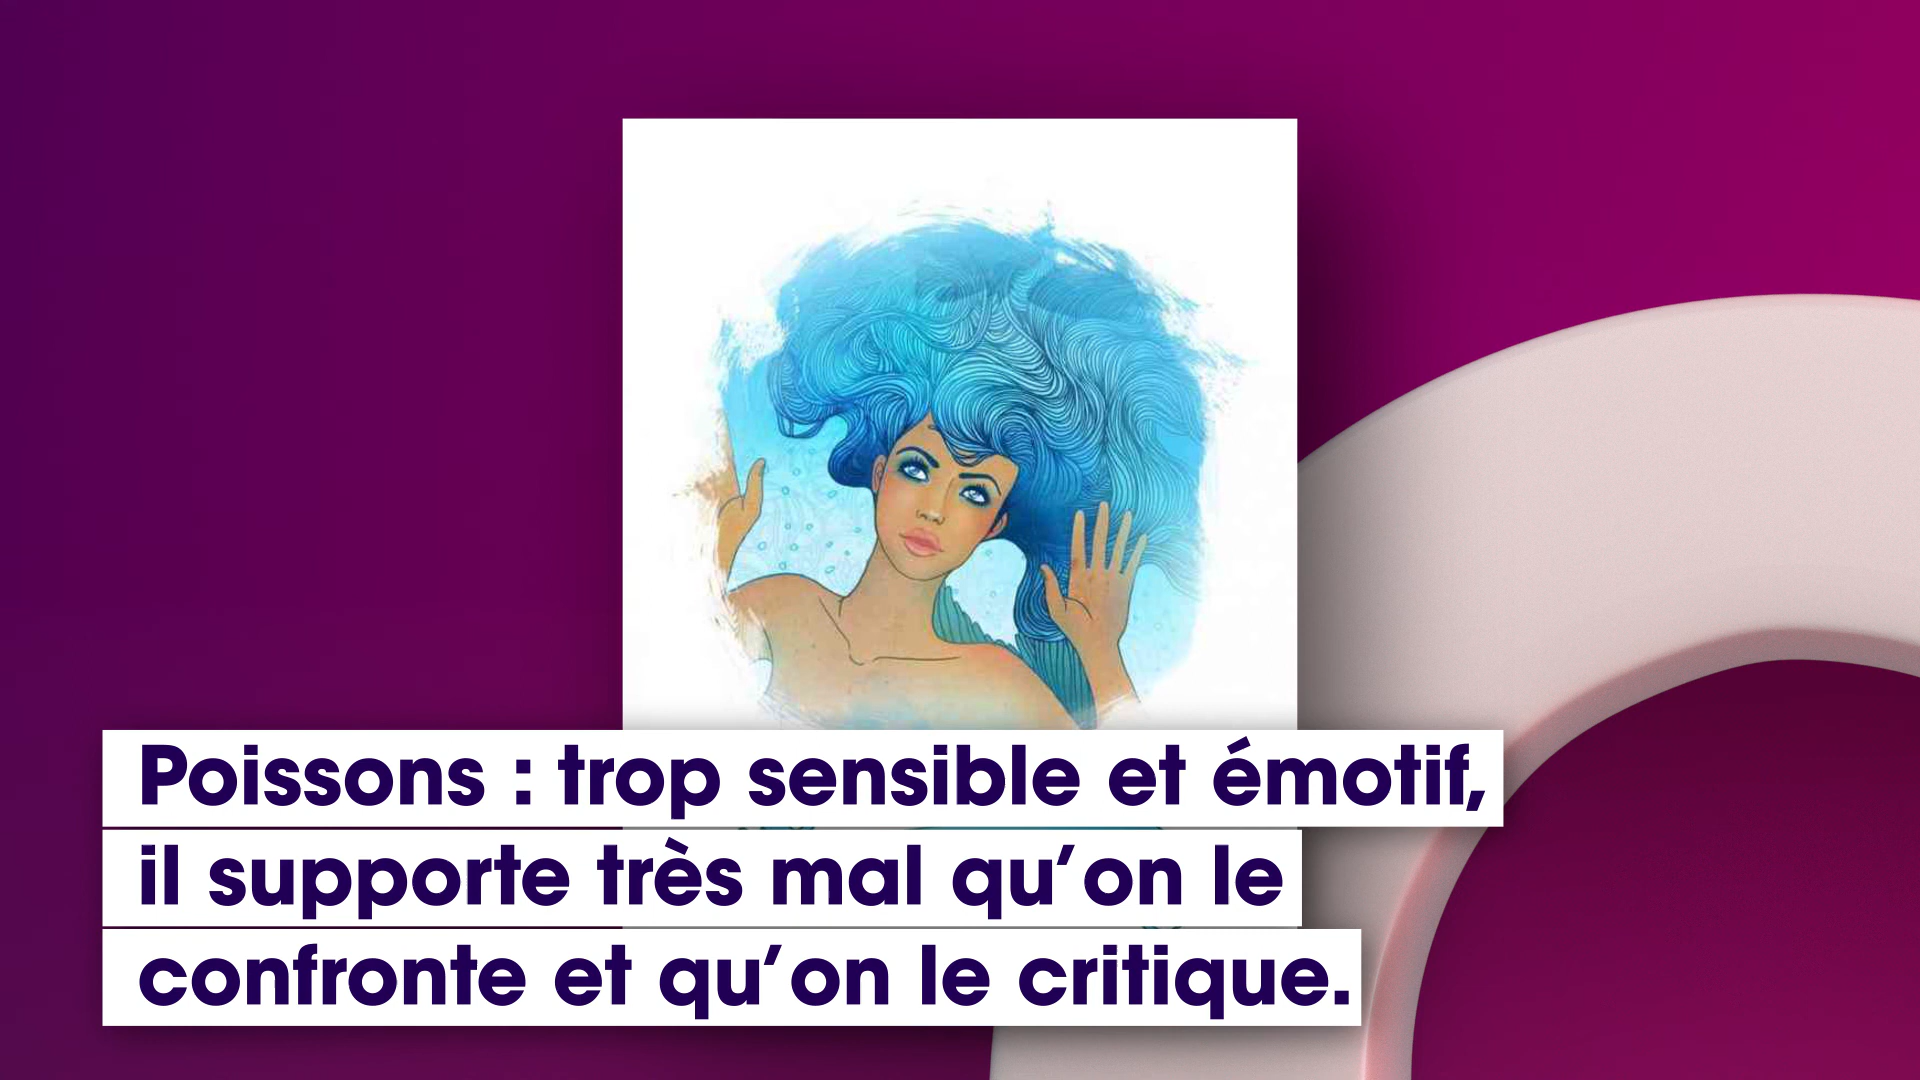 Poissons : trop sensible et émotif,
il supporte très mal qu’on le
confronte et qu’on le critique.